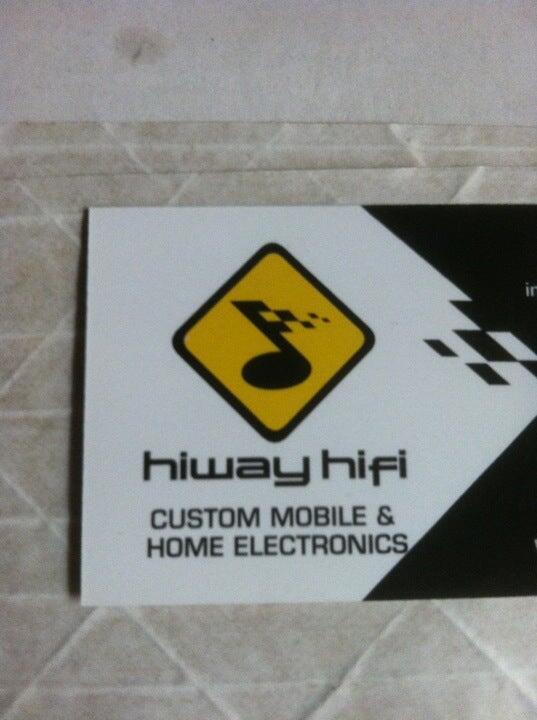 hiway hifi
CUSTOM MOBILE &
HOME ELECTRONICS